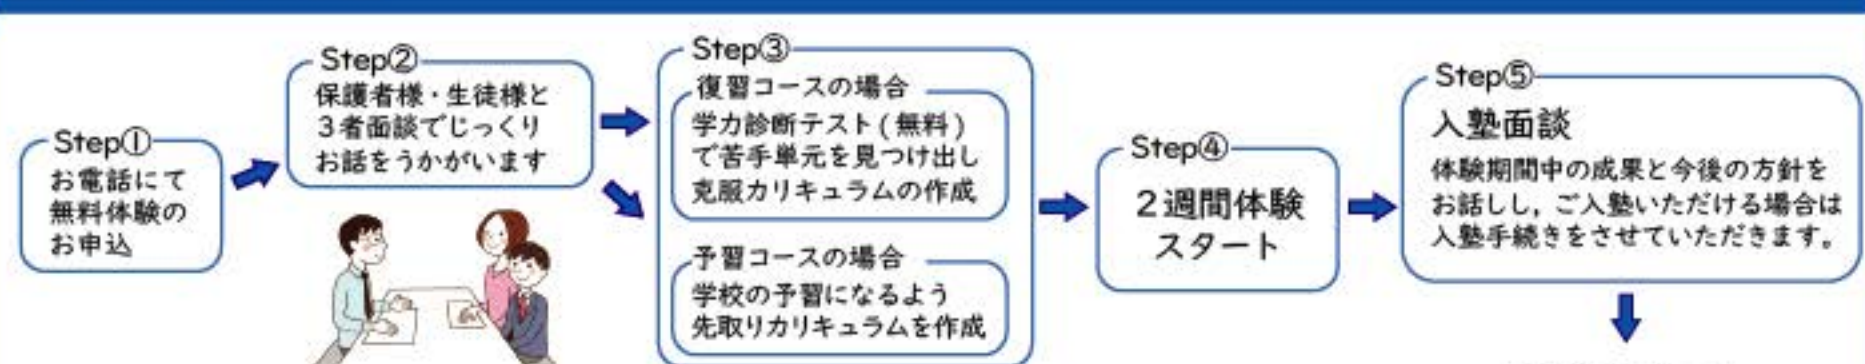 Step①
お電話にて
無料体験の
お申込
Step②
保護者様・生徒様と
３者面談でじっくり
お話をうかがいます
Step③
復習コースの場合
学力診断テスト(無料)
で苦手単元を見つけ出し
克服カリキュラムの作成
予習コースの場合
学校の予習になるよう
先取りカリキュラムを作成
Step④
２週間体験
スタート
Step⑤
入塾面談
体験期間中の成果と今後の方針を
お話しし，ご入塾いただける場合は
入塾手続きをさせていただきます。